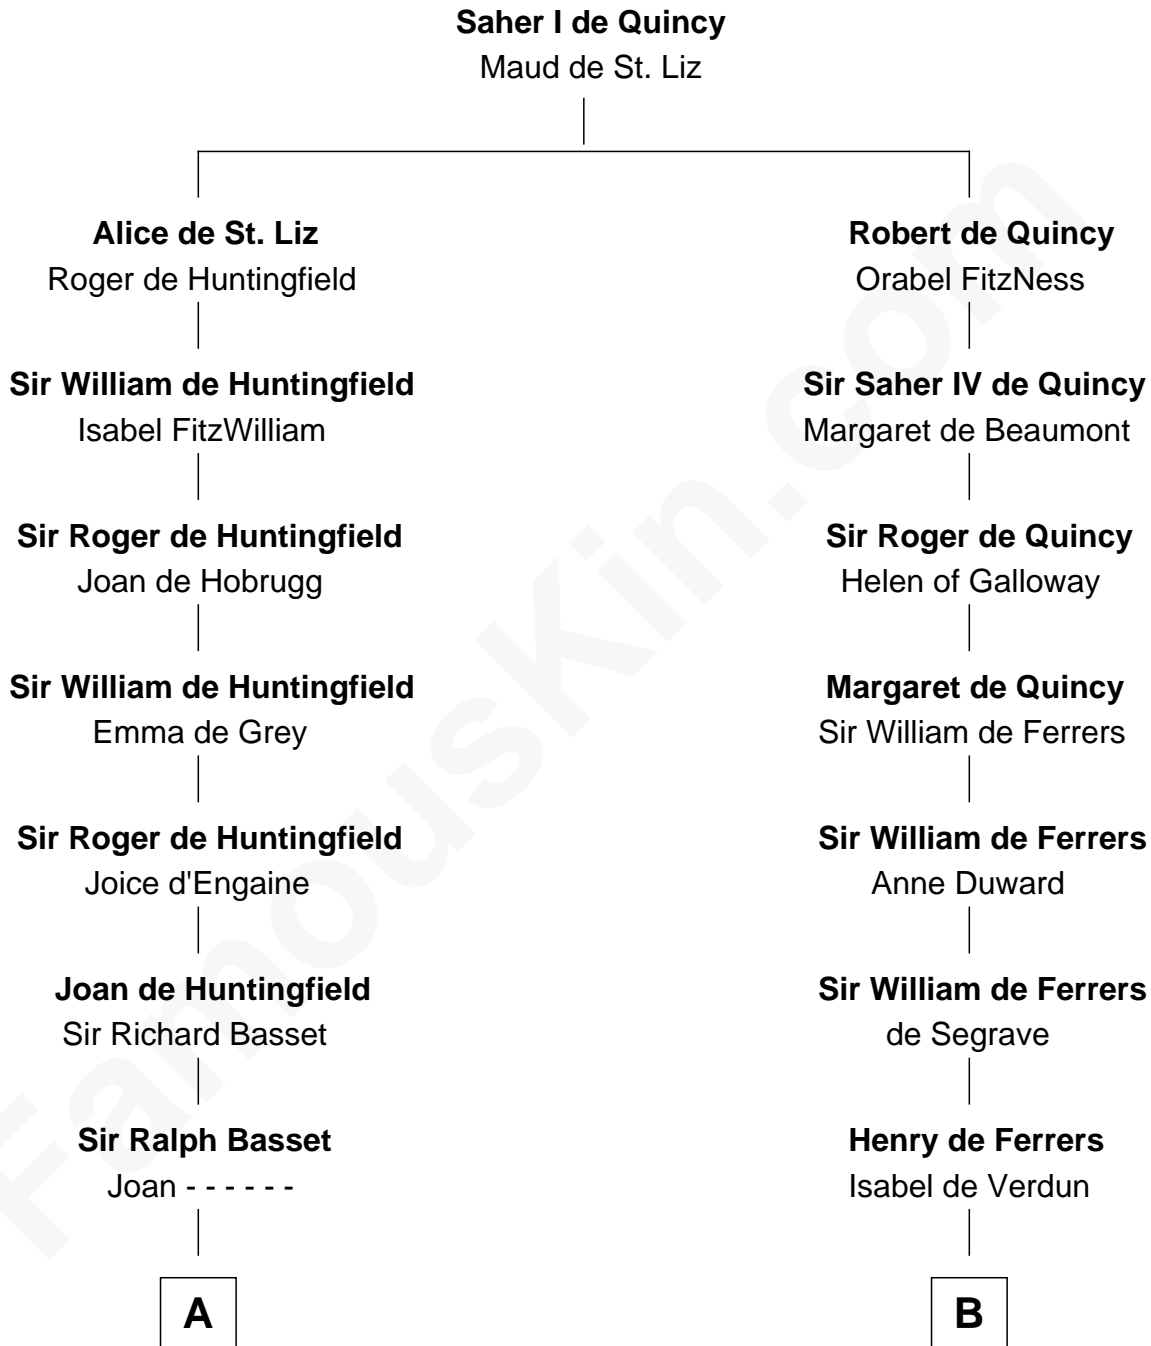 Saher I de Quincy
Maud de St. Liz
Alice de St. Liz
Roger de Huntingfield
Sir William de Huntingfield
Isabel FitzWilliam
Sir Roger de Huntingfield
Joan de Hobrugg
Sir William de Huntingfield
Emma de Grey
Sir Roger de Huntingfield
Joice d'Engaine
Joan de Huntingfield
Sir Richard Basset
Sir Ralph Basset
Joan - - - - - -
A
Robert de Quincy
Orabel FitzNess
Sir Saher IV de Quincy
Margaret de Beaumont
Sir Roger de Quincy
Helen of Galloway
Margaret de Quincy
Sir William de Ferrers
Sir William de Ferrers
Anne Duward
Sir William de Ferrers
de Segrave
Henry de Ferrers
Isabel de Verdun
B
FamousKin.com